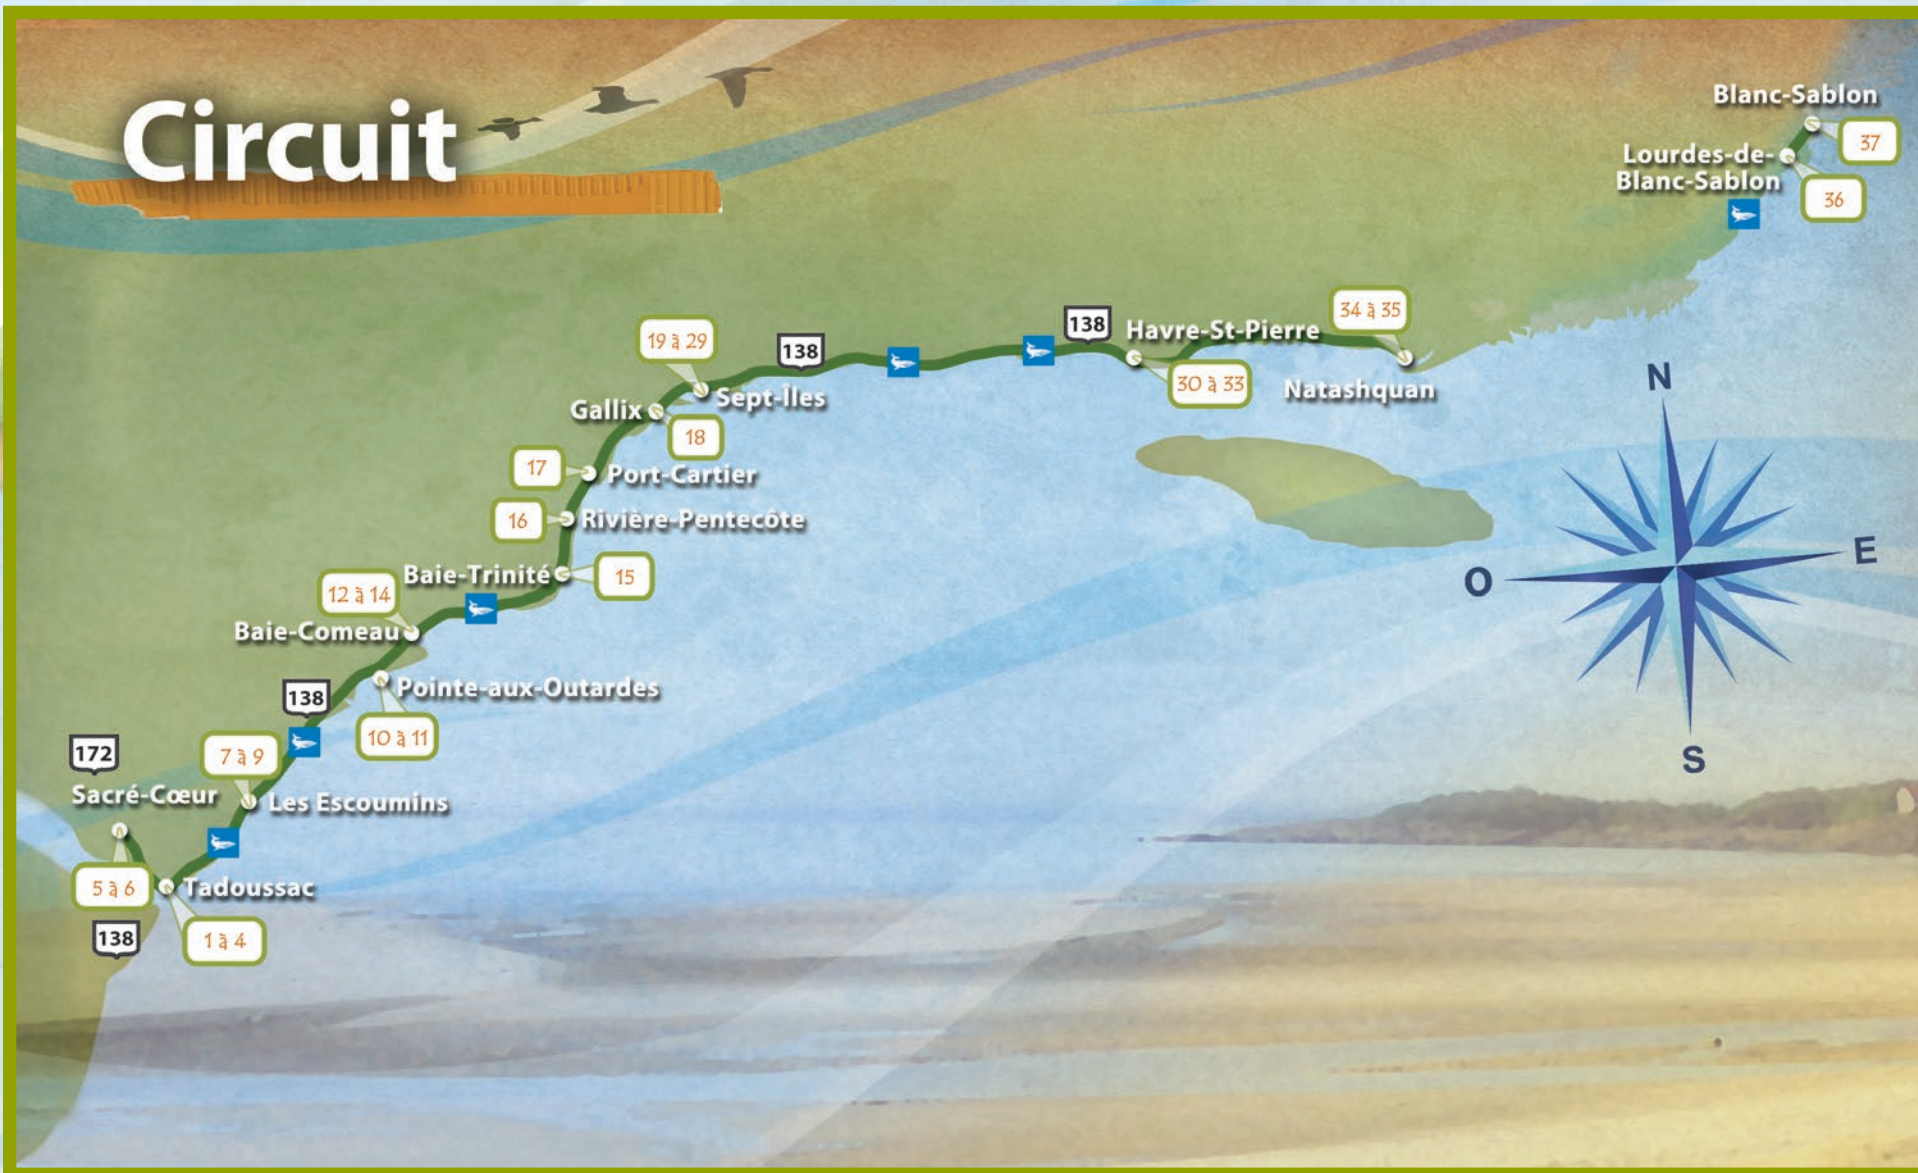 Circuit
Blanc-Sablon
37
Lourdes-de-
Blanc-Sablon
36
34 à 35
138
Havre-St-Pierre
30 à 33
Natashquan
19 à 29
138
Sept-Îles
Gallix
18
17
Port-Cartier
16
Rivière-Pentecôte
Baie-Trinité
15
12 à 14
Baie-Comeau
Pointe-aux-Outardes
138
10 à 11
172
7 à 9
Sacré-Cœur
Les Escoumins
5 à 6
Tadoussac
138
1 à 4
N
E
O
S